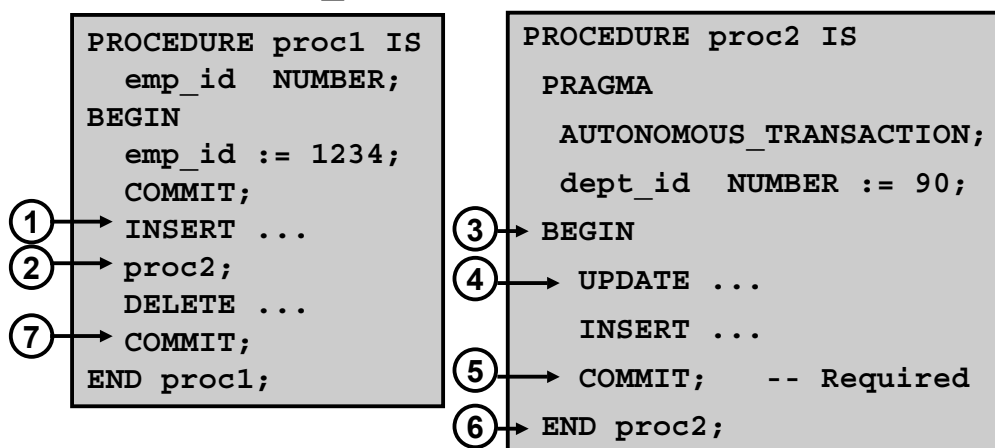 PROCEDURE proc1 IS
emp_id NUMBER;
BEGIN
emp_id := 1234;
COMMIT;
1 INSERT ...
2 proc2;
DELETE ...
7 COMMIT;
END proc1;
PROCEDURE proc2 IS
PRAGMA
AUTONOMOUS_TRANSACTION;
dept_id NUMBER := 90;
3 BEGIN
4 UPDATE ...
INSERT ...
5 COMMIT; -- Required
6 END proc2;